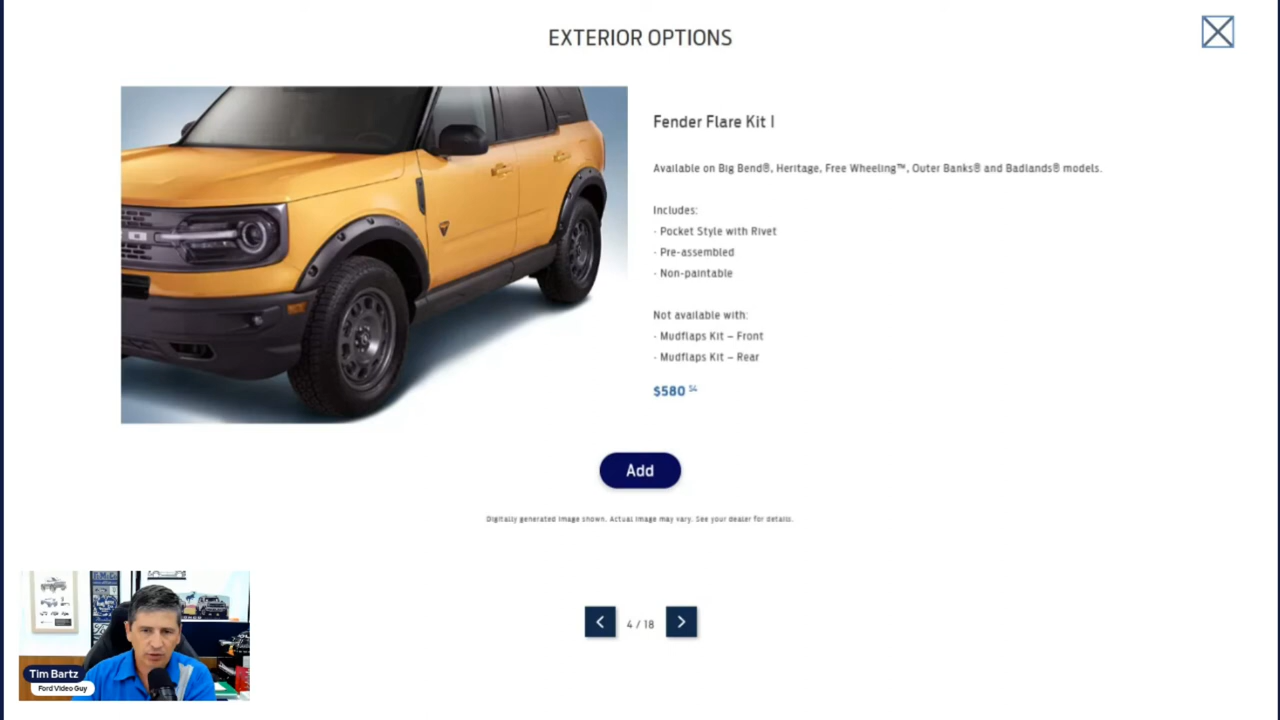 EXTERIOR OPTIONS
Fender Flare Kit I
Available on Big Bend®, Heritage, Free Wheeling™, Outer Banks® and Badlands® models.
Includes:
· Pocket Style with Rivet
· Pre-assembled
· Non-paintable
Not available with:
· Mudflaps Kit – Front
· Mudflaps Kit – Rear
$580 54
Add
Digitally generated image shown. Actual image may vary. See your dealer for details.
4 / 18
Tim Bartz
Ford Video Guy